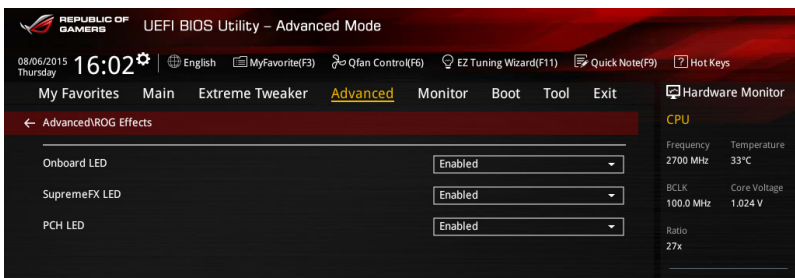 REPUBLIC OF GAMERS UEFI BIOS Utility – Advanced Mode
08/06/2015 Thursday 16:02 English MyFavorite(F3) Qfan Control(F6) EZ Tuning Wizard(F11) Quick Note(F9) ? Hot Keys
My Favorites Main Extreme Tweaker Advanced Monitor Boot Tool Exit Hardware Monitor
← Advanced\ROG Effects
Onboard LED Enabled
SupremeFX LED Enabled
PCH LED Enabled
CPU
Frequency Temperature
2700 MHz 33°C
BCLK Core Voltage
100.0 MHz 1.024 V
Ratio
27x